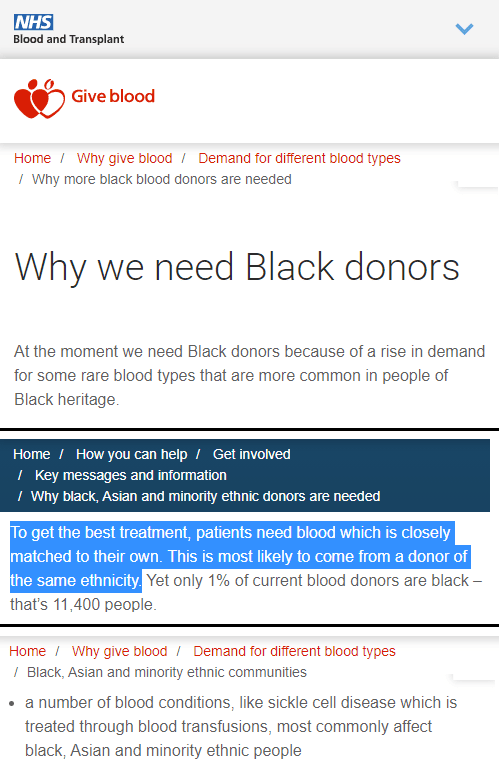 NHS
Blood and Transplant
Give blood
Home / Why give blood / Demand for different blood types
/ Why more black blood donors are needed
Why we need Black donors
At the moment we need Black donors because of a rise in demand
for some rare blood types that are more common in people of
Black heritage.
Home / How you can help / Get involved
/ Key messages and information
/ Why black, Asian and minority ethnic donors are needed
To get the best treatment, patients need blood which is closely
matched to their own. This is most likely to come from a donor of
the same ethnicity. Yet only 1% of current blood donors are black –
that’s 11,400 people.
Home / Why give blood / Demand for different blood types
/ Black, Asian and minority ethnic communities
• a number of blood conditions, like sickle cell disease which is
treated through blood transfusions, most commonly affect
black, Asian and minority ethnic people